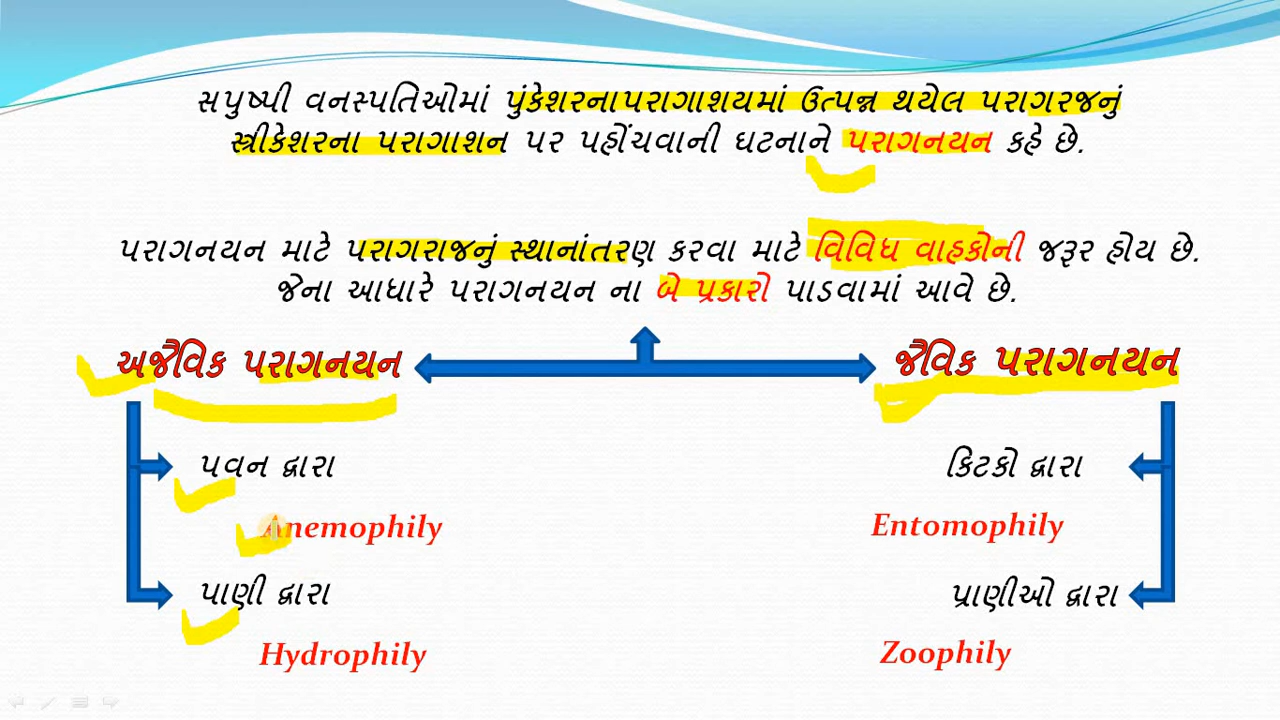 સપુષ્પી વનસ્પતિઓમાં પુંકેશરનાપરાગાશયમાં ઉત્પન્ન થયેલ પરાગરજનું
સ્ત્રીકેશરના પરાગાશન પર પહોંચવાની ઘટનાને પરાગનયન કહે છે.
પરાગનયન માટે પરાગરાજનું સ્થાનાંતરણ કરવા માટે વિવિધ વાહકોની જરૂર હોય છે.
જેના આધારે પરાગનયન ના બે પ્રકારો પાડવામાં આવે છે.
અજૈવિક પરાગનયન
જૈવિક પરાગનયન
પવન દ્વારા
Anemophily
પાણી દ્વારા
Hydrophily
કિટકો દ્વારા
Entomophily
પ્રાણીઓ દ્વારા
Zoophily